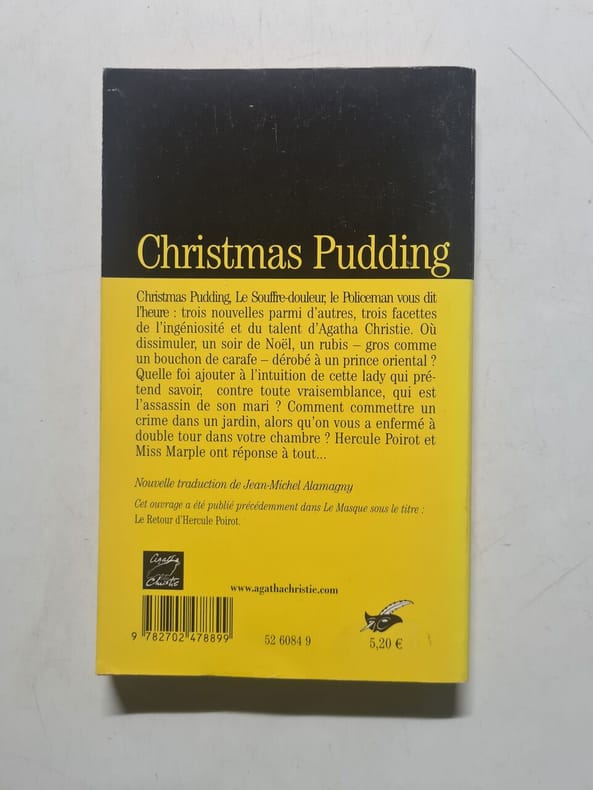 Christmas Pudding
Christmas Pudding, Le Souffre-douleur, le Policeman vous dit
l'heure : trois nouvelles parmi d'autres, trois facettes
de l'ingéniosité et du talent d'Agatha Christie. Où
dissimuler, un soir de Noël, un rubis – gros comme
un bouchon de carafe – dérobé à un prince oriental ?
Quelle foi ajouter à l'intuition de cette lady qui pré-
tend savoir, contre toute vraisemblance, qui est
l'assassin de son mari ? Comment commettre un
crime dans un jardin, alors qu'on vous a enfermé à
double tour dans votre chambre ? Hercule Poirot et
Miss Marple ont réponse à tout...
Nouvelle traduction de Jean-Michel Alamagny
Cet ouvrage a été publié précédemment dans Le Masque sous le titre :
Le Retour d'Hercule Poirot.
Agatha
Christie
www.agathachristie.com
9 782702 478899
52 6084 9
5,20 €